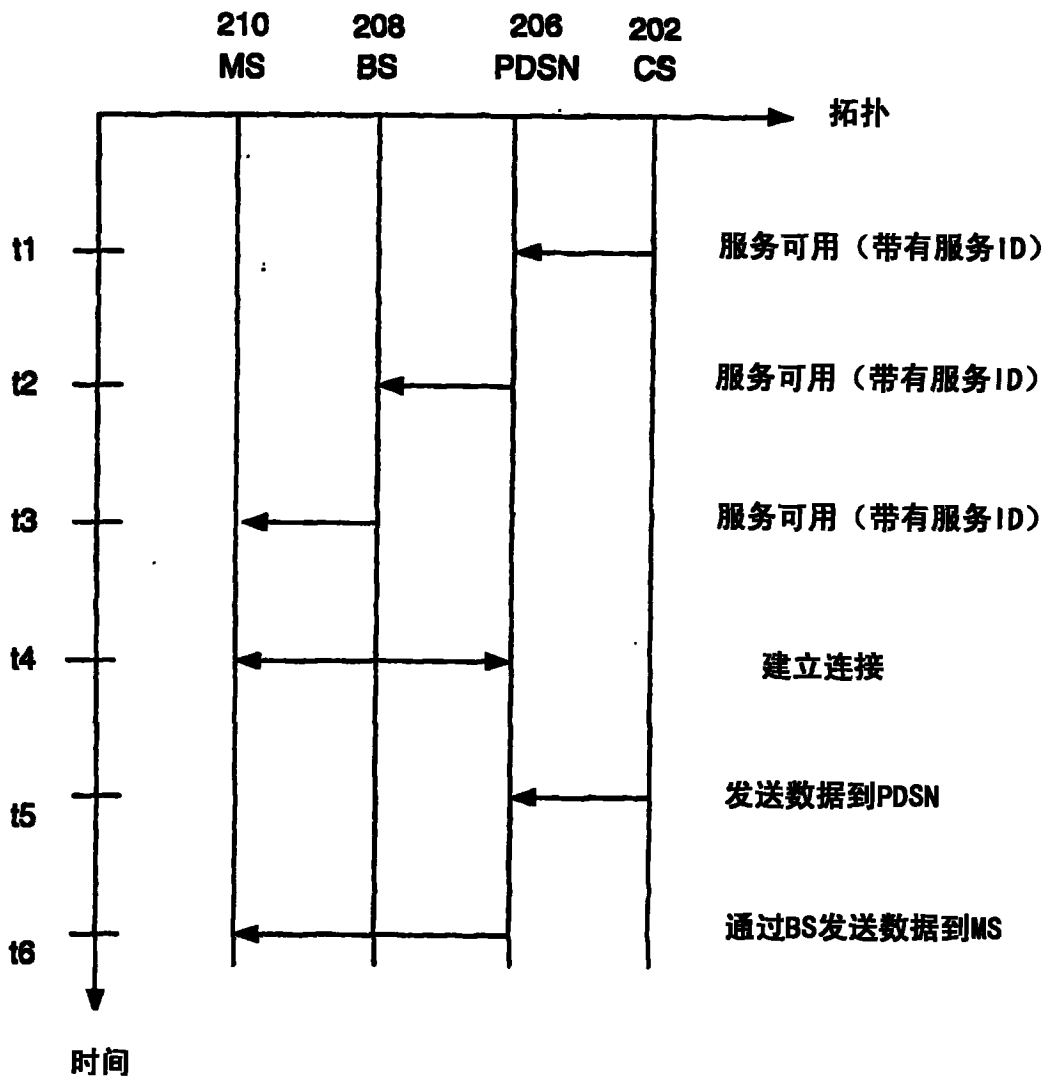 210 208 206 202
MS BS PDSN CS
拓扑
t1 服务可用（带有服务ID）
t2 服务可用（带有服务ID）
t3 服务可用（带有服务ID）
t4 建立连接
t5 发送数据到PDSN
t6 通过BS发送数据到MS
时间